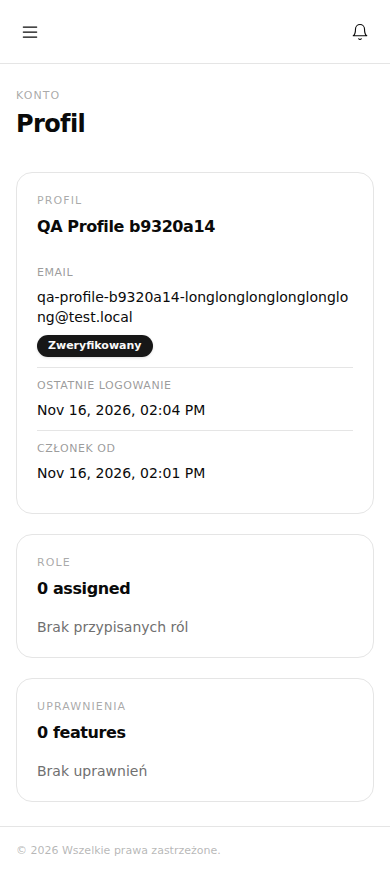 KONTO
Profil
PROFIL
QA Profile b9320a14
EMAIL
qa-profile-b9320a14-longlonglonglonglonglo
ng@test.local
Zweryfikowany
OSTATNIE LOGOWANIE
Nov 16, 2026, 02:04 PM
CZŁONEK OD
Nov 16, 2026, 02:01 PM
ROLE
0 assigned
Brak przypisanych ról
UPRAWNIENIA
0 features
Brak uprawnień
© 2026 Wszelkie prawa zastrzeżone.